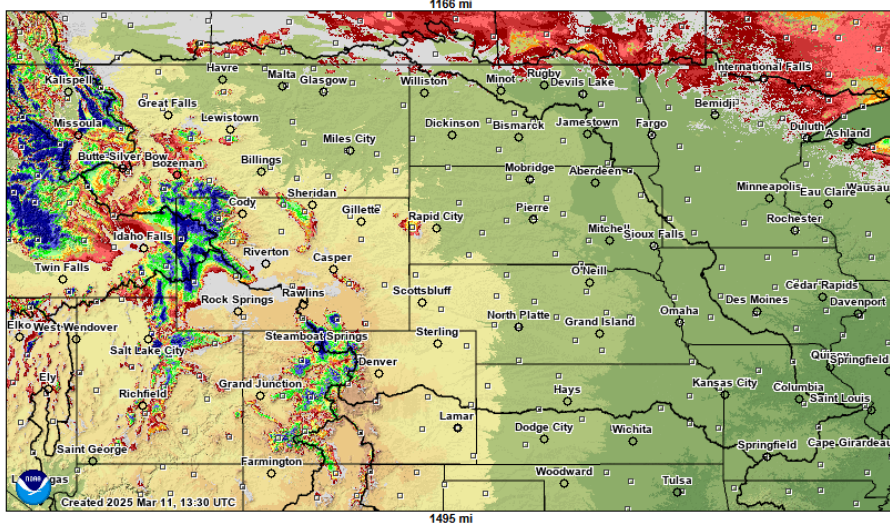 1166 mi
International Falls
Rugby
Havre
Malta
Glasgow
Williston
Minot
Devils Lake
Kalispell
Great Falls
Bemidji
Lewistown
Dickinson
Bismarck
Jamestown
Fargo
Duluth
Missoula
Ashland
Miles City
Butte-Silver Bow
Bozeman
Billings
Mobridge
Aberdeen
Minneapolis
Wausau
Eau Claire
Sheridan
Cody
Gillette
Rapid City
Pierre
Rochester
Idaho Falls
Mitchell
Sioux Falls
Riverton
Casper
Twin Falls
O'Neill
Cedar Rapids
Rock Springs
Rawlins
Scottsbluff
Des Moines
Davenport
North Platte
Grand Island
Omaha
Elko
West Wendover
Steamboat Springs
Sterling
Salt Lake City
Denver
Quincy
Springfield
Ely
Grand Junction
Kansas City
Columbia
Richfield
Hays
Saint Louis
Lamar
Dodge City
Wichita
Springfield
Cape Girardeau
Saint George
Farmington
Woodward
Tulsa
NOAA
Created 2025 Mar 11, 13:30 UTC
1495 mi